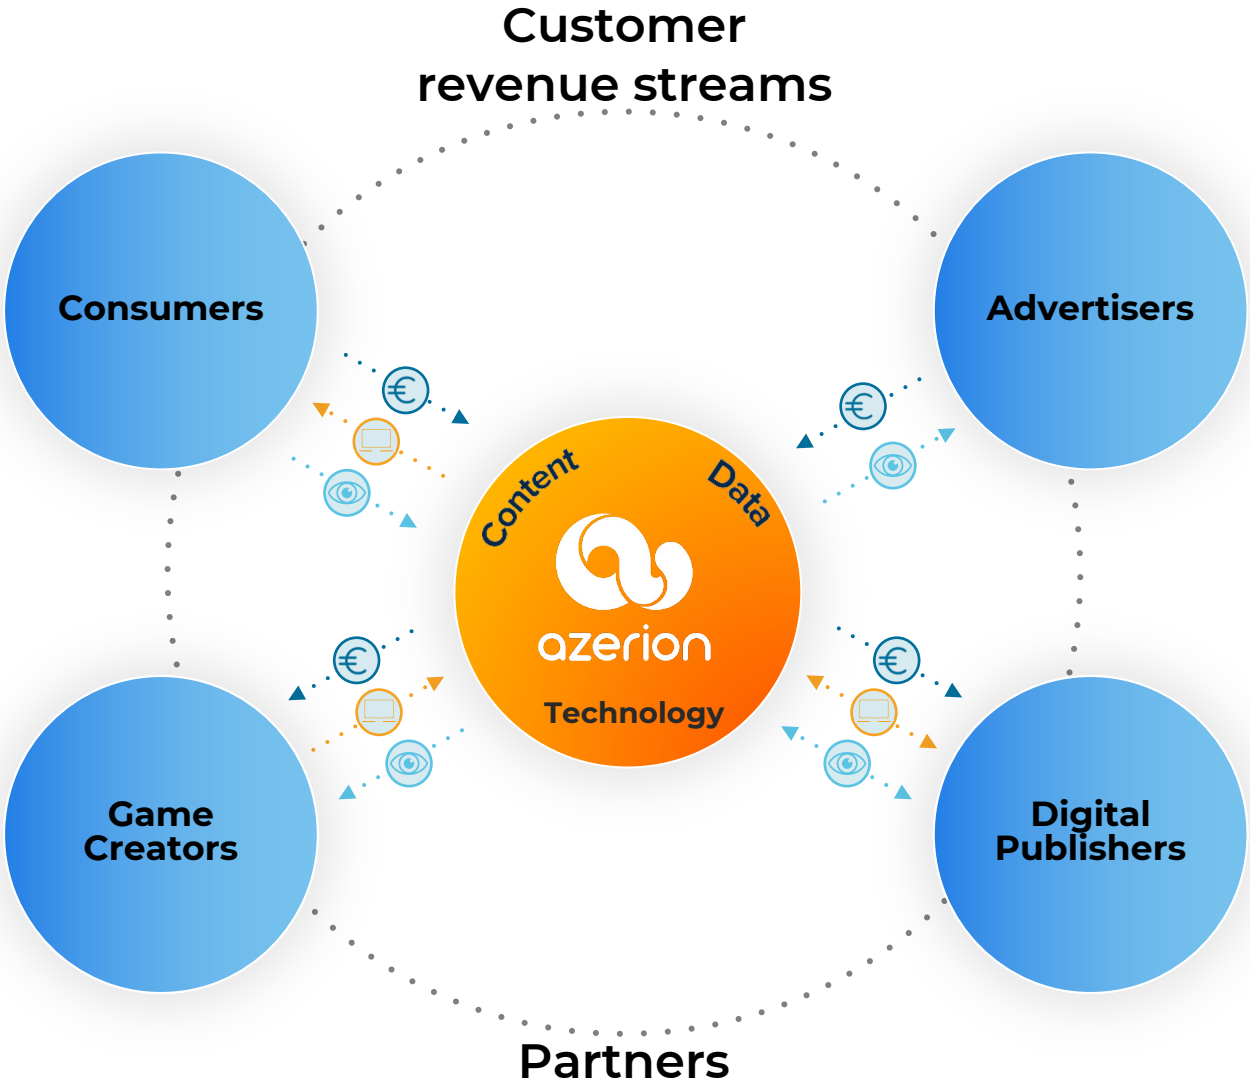 Customer
revenue streams
Consumers
Advertisers
€
€
Content
Data
azerion
Technology
€
€
Game
Creators
Digital
Publishers
Partners